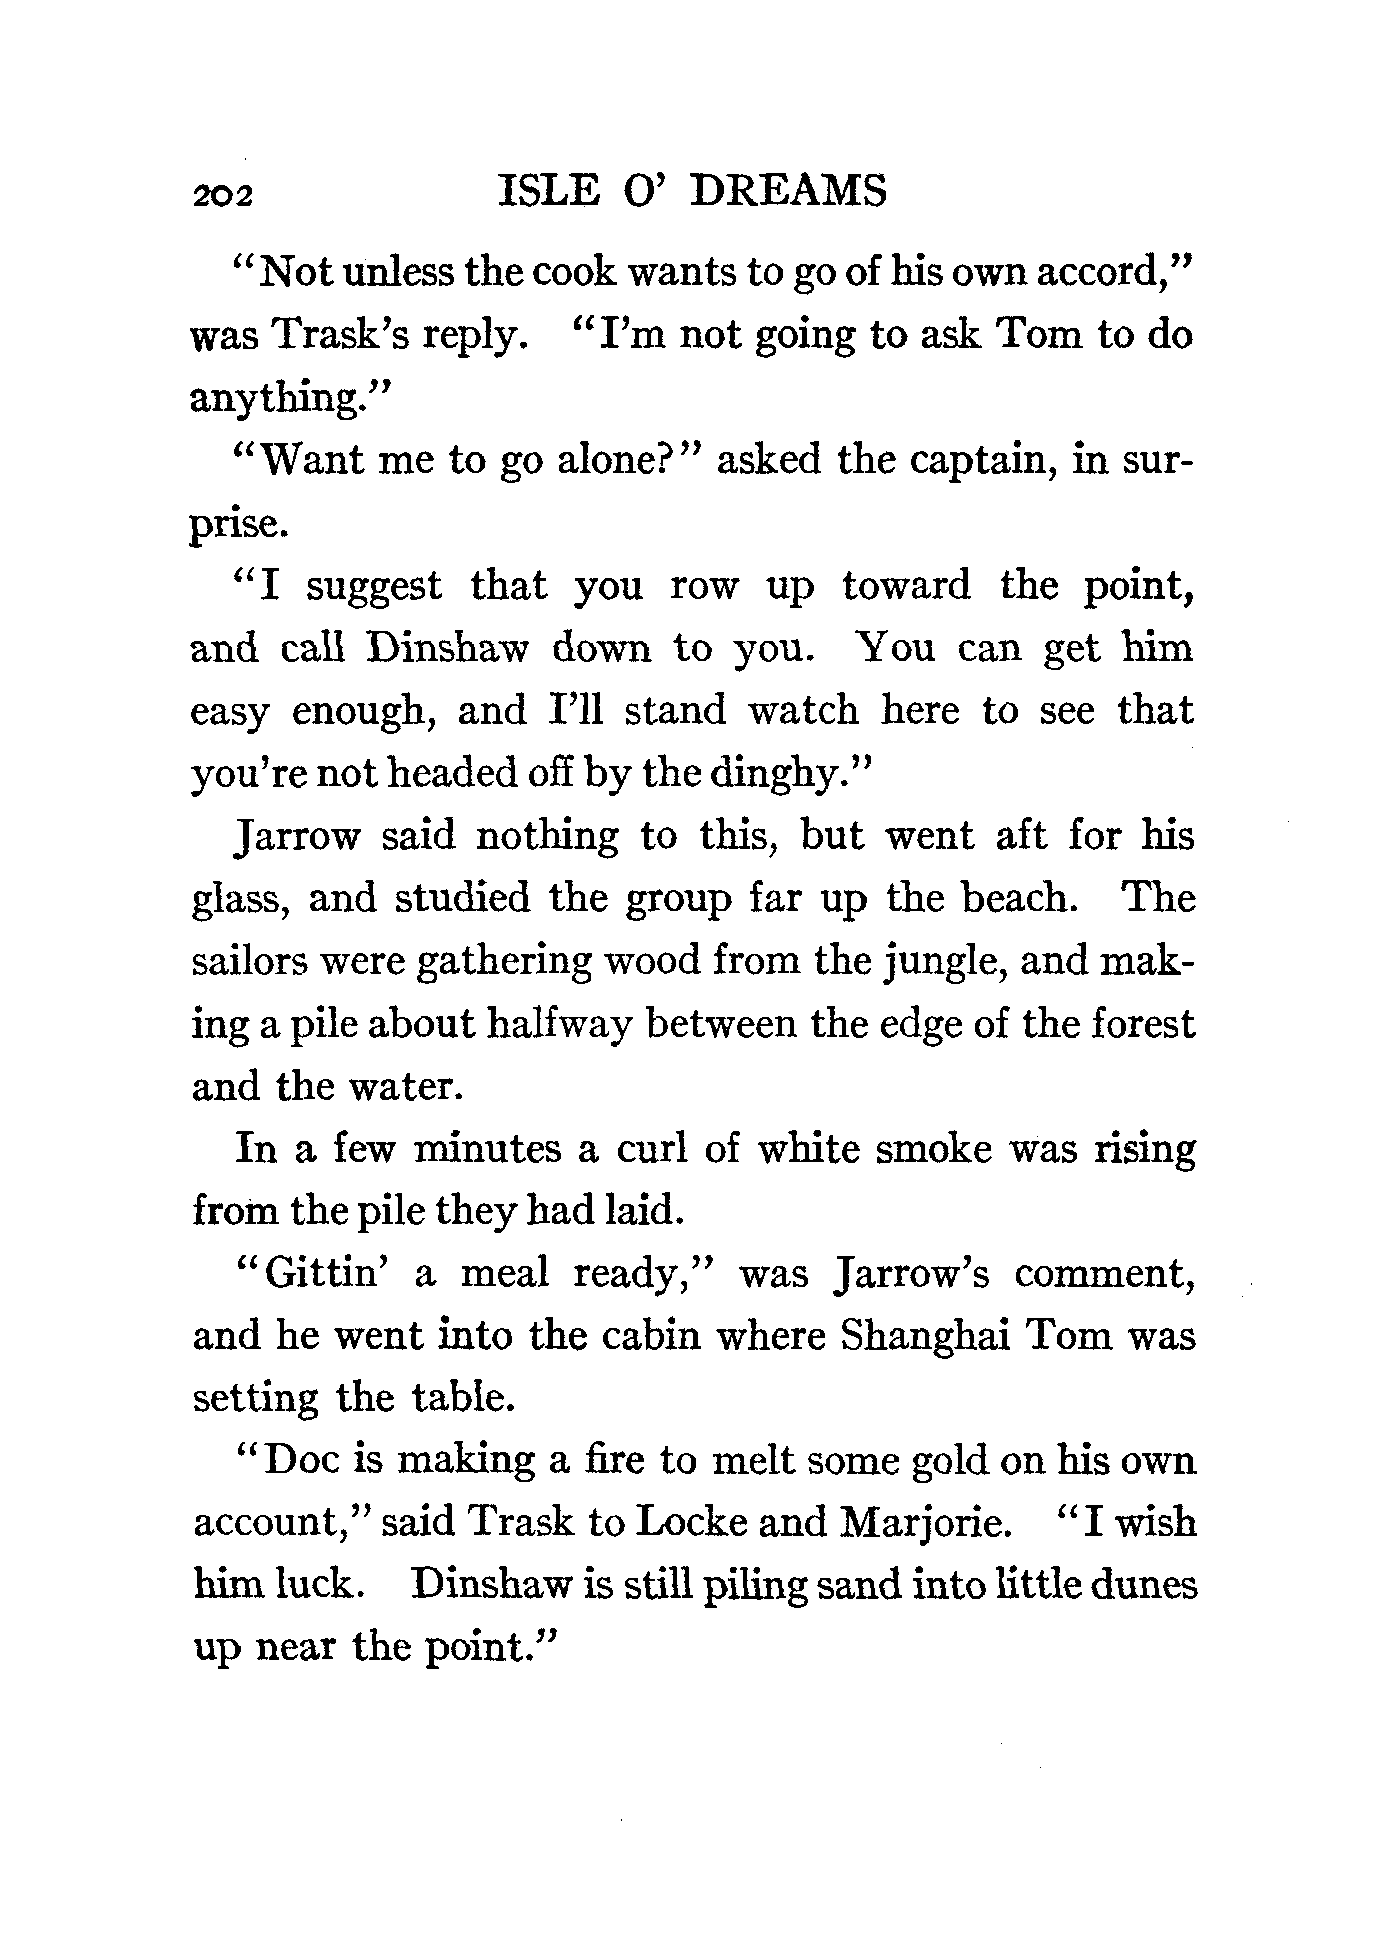 202 ISLE O' DREAMS
"Not unless the cook wants to go of his own accord,"
was Trask's reply. "I'm not going to ask Tom to do
anything."
"Want me to go alone?" asked the captain, in sur-
prise.
"I suggest that you row up toward the point,
and call Dinshaw down to you. You can get him
easy enough, and I'll stand watch here to see that
you're not headed off by the dinghy."
Jarrow said nothing to this, but went aft for his
glass, and studied the group far up the beach. The
sailors were gathering wood from the jungle, and mak-
ing a pile about halfway between the edge of the forest
and the water.
In a few minutes a curl of white smoke was rising
from the pile they had laid.
"Gittin' a meal ready," was Jarrow's comment,
and he went into the cabin where Shanghai Tom was
setting the table.
"Doc is making a fire to melt some gold on his own
account," said Trask to Locke and Marjorie. "I wish
him luck. Dinshaw is still piling sand into little dunes
up near the point."